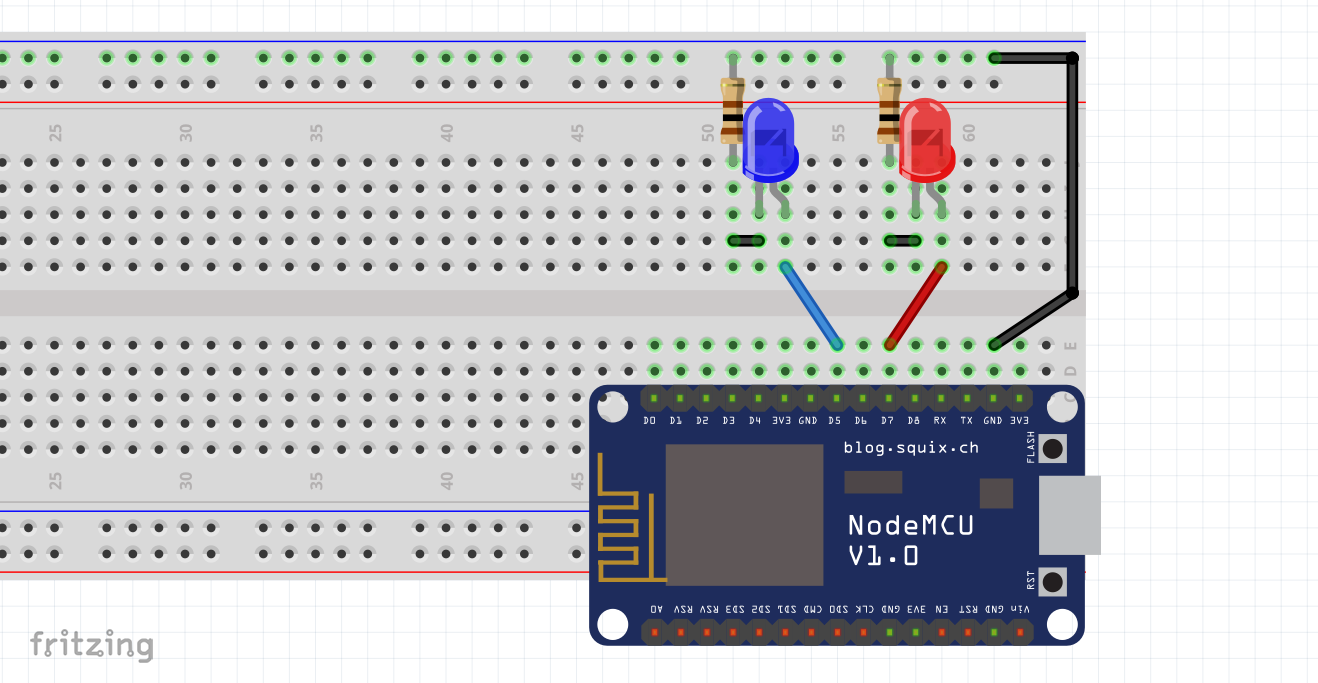 25 30 35 40 45 50 55 60
E
D
C
D0 D1 D2 D3 D4 3V3 GND D5 D6 D7 D8 RX TX GND 3V3
blog.squix.ch
FLASH
25 30 35 40 45
NodeMCU
V1.0
RST
A0 RSV RSV SD3 SD2 SD1 CMD SD0 CLK GND 3V3 EN RST GND Vin
fritzing